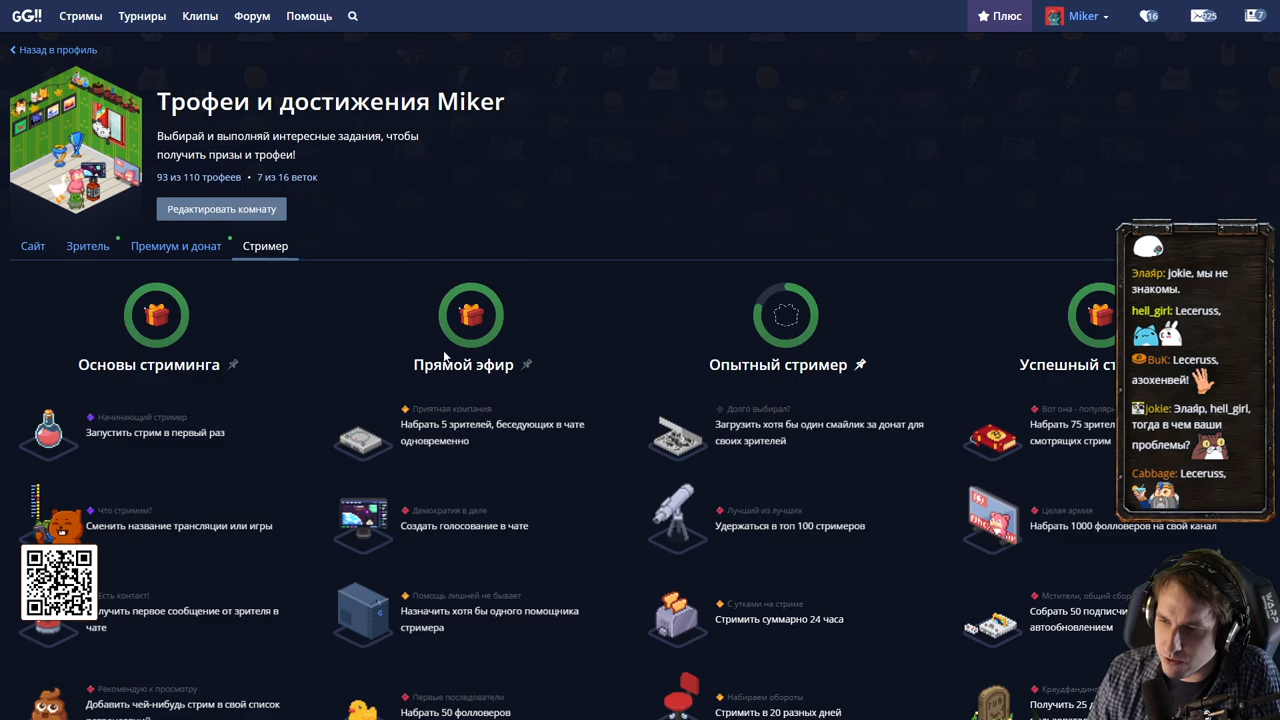 GG!! Стримы Турниры Клипы Форум Помощь Плюс Miker 16 925 7
Назад в профиль
Трофеи и достижения Miker
Выбирай и выполняй интересные задания, чтобы
получить призы и трофеи!
93 из 110 трофеев • 7 из 16 веток
Редактировать комнату
Сайт Зритель Премиум и донат Стример
Основы стриминга
Начинающий стример
Запустить стрим в первый раз
Что стримим?
Сменить название трансляции или игры
Есть контакт!
лучить первое сообщение от зрителя в
чате
Рекомендую к просмотру
Добавить чей-нибудь стрим в свой список
Прямой эфир
Приятная компания
Набрать 5 зрителей, беседующих в чате
одновременно
Демократия в деле
Создать голосование в чате
Помощь лишней не бывает
Назначить хотя бы одного помощника
стримера
Первые последователи
Набрать 50 фолловеров
Опытный стример
Долго выбирал?
Загрузить хотя бы один смайлик за донат для
своих зрителей
Лучший из лучших
Удержаться в топ 100 стримеров
С утками на стриме
Стримить суммарно 24 часа
Набираем обороты
Стримить в 20 разных дней
Успешный ст
Вот она - популярн
Набрать 75 зрител
смотрящих стрим
Целая армия
Набрать 1000 фолловеров на свой канал
Мстители, общий сбор
Собрать 50 подписчи
автообновлением
Краудфандинг
Получить 25 д
Элаяр: jokie, мы не
знакомы.
hell_girl: Leceruss,
BuK: Leceruss,
азохенвей!
jokie: Элаяр, hell_girl,
тогда в чем ваши
проблемы?
Cabbage: Leceruss,